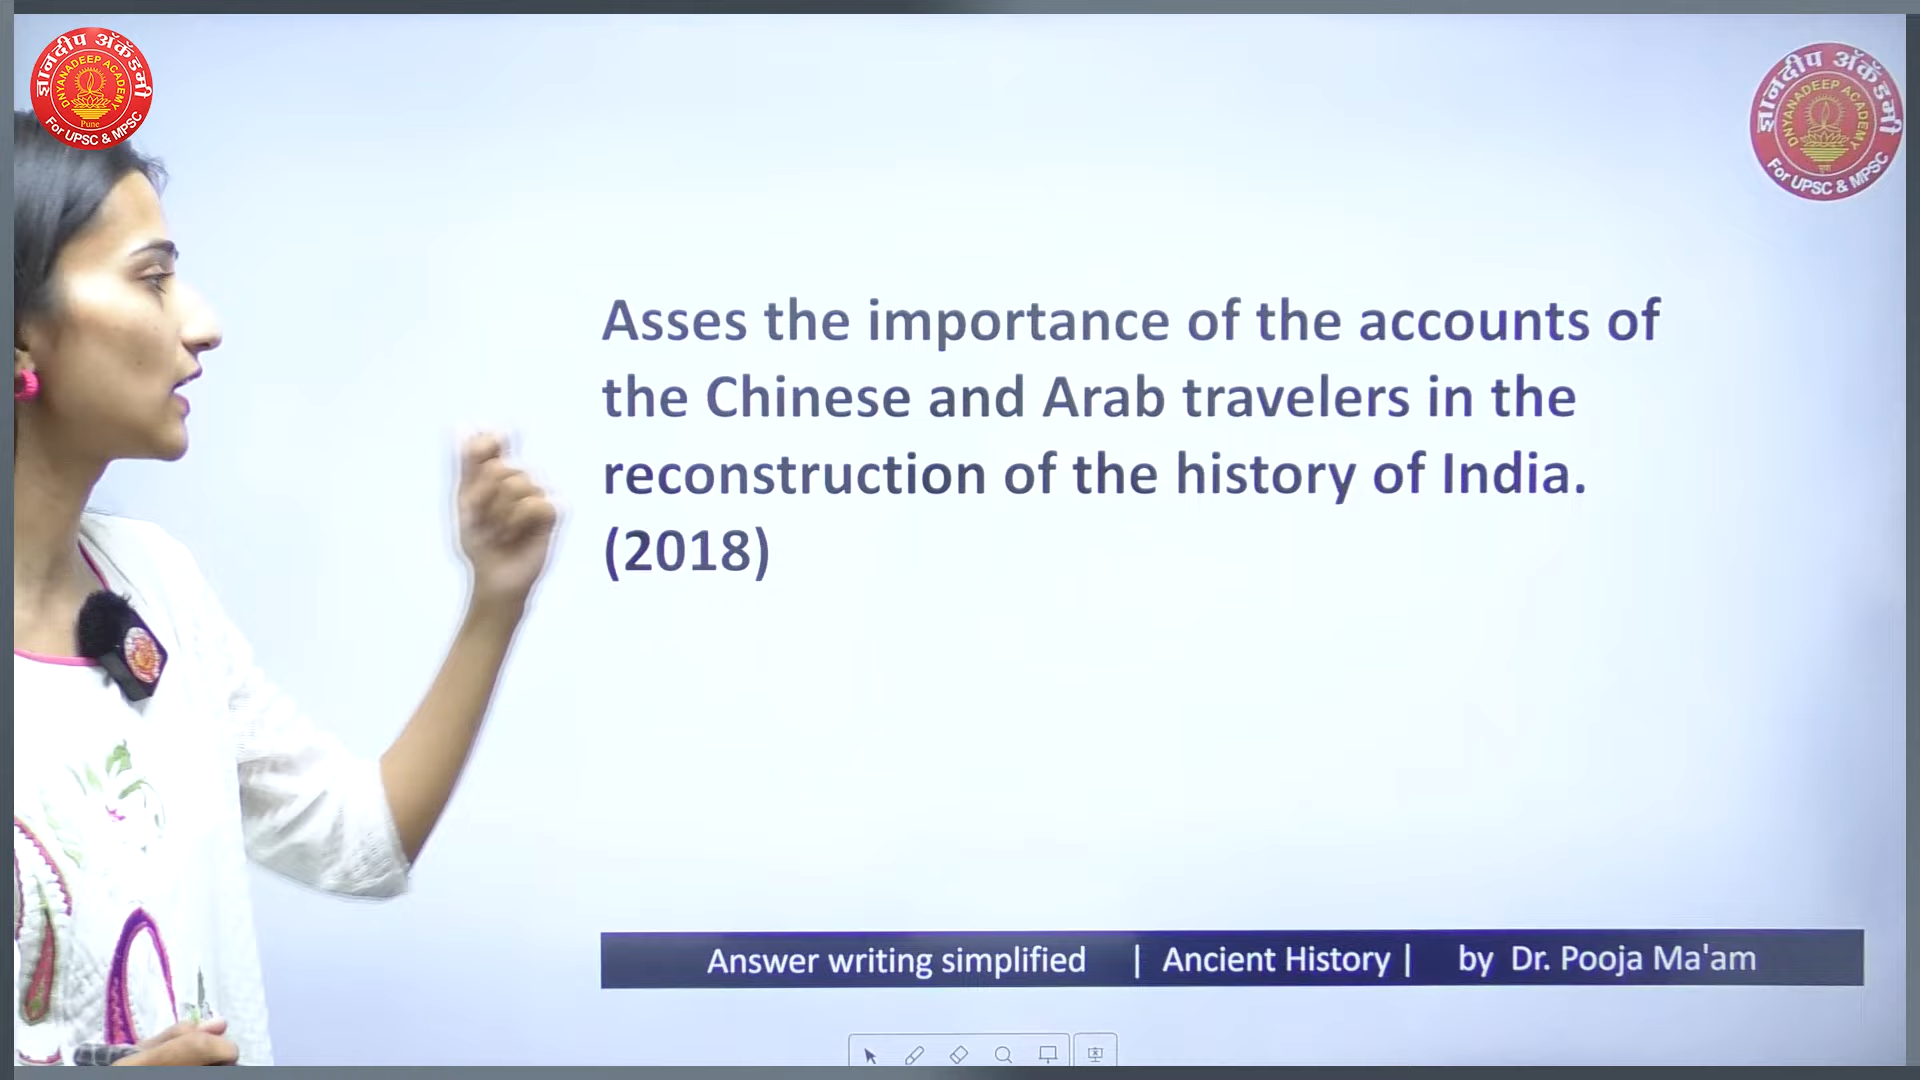 ज्ञानदीप अ‍ॅकॅडमी
DNYANADEEP ACADEMY
Pune
For UPSC & MPSC
ज्ञानदीप अ‍ॅकॅडमी
DNYANADEEP ACADEMY
For UPSC & MPSC
Asses the importance of the accounts of
the Chinese and Arab travelers in the
reconstruction of the history of India.
(2018)
Answer writing simplified | Ancient History | by Dr. Pooja Ma'am